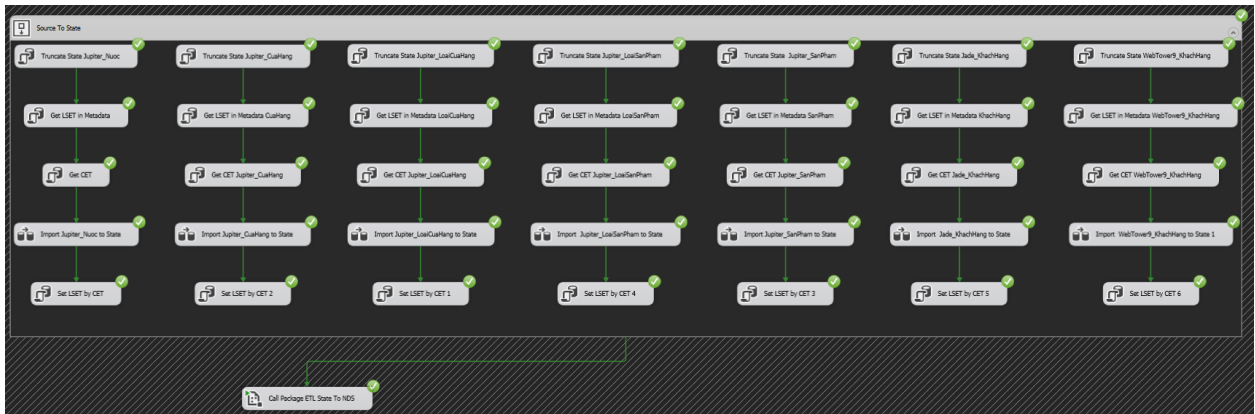 Source To State
Truncate State Jupiter_Nuoc
Truncate State Jupiter_CuaHang
Truncate State Jupiter_LoaiCuaHang
Truncate State Jupiter_LoaiSanPham
Truncate State Jupiter_SanPham
Truncate State Jade_KhachHang
Truncate State WebTower9_KhachHang
Get LSET in Metadata
Get LSET in Metadata CuaHang
Get LSET in Metadata LoaiCuaHang
Get LSET in Metadata LoaiSanPham
Get LSET in Metadata SanPham
Get LSET in Metadata KhachHang
Get LSET in Metadata WebTower9_KhachHang
Get CET
Get CET Jupiter_CuaHang
Get CET Jupiter_LoaiCuaHang
Get CET Jupiter_LoaiSanPham
Get CET Jupiter_SanPham
Get CET Jade_KhachHang
Get CET WebTower9_KhachHang
Import Jupiter_Nuoc to State
Import Jupiter_CuaHang to State
Import Jupiter_LoaiCuaHang to State
Import Jupiter_LoaiSanPham to State
Import Jupiter_SanPham to State
Import Jade_KhachHang to State
Import WebTower9_KhachHang to State 1
Set LSET by CET
Set LSET by CET 2
Set LSET by CET 1
Set LSET by CET 4
Set LSET by CET 3
Set LSET by CET 5
Set LSET by CET 6
Call Package ETL State To NDS